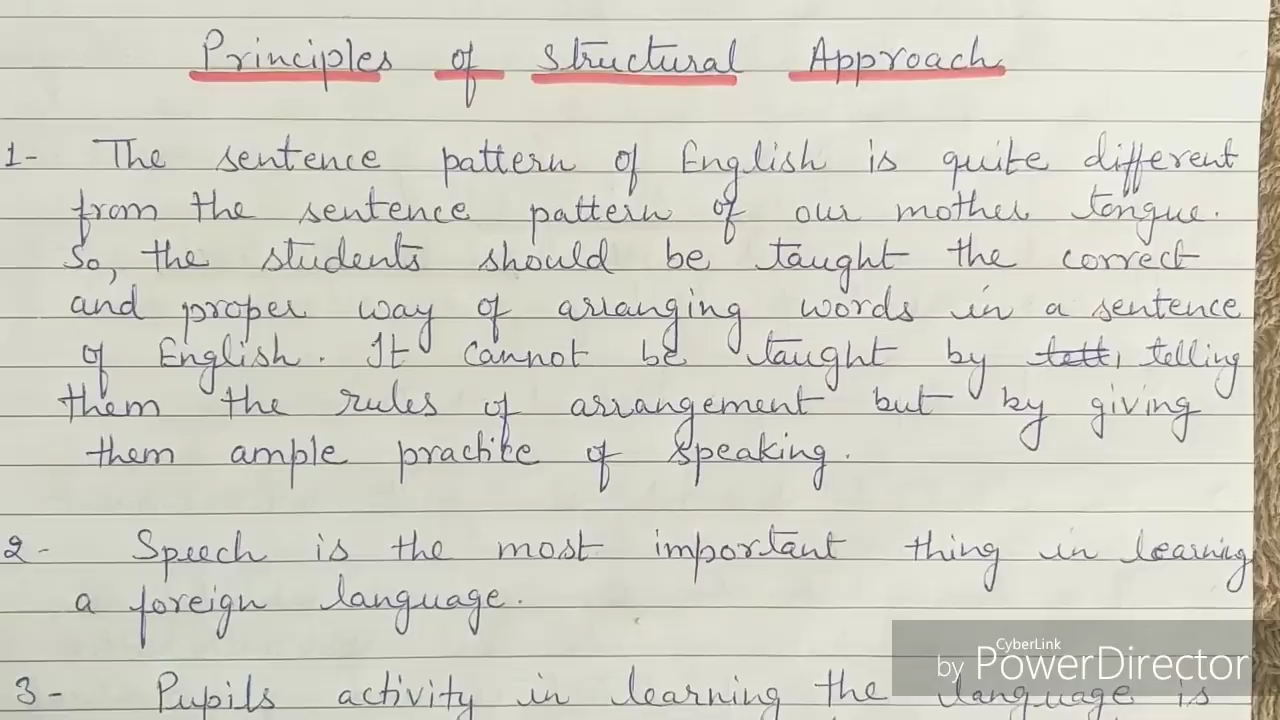 Principles of Structural Approach
1- The sentence pattern of English is quite different
from the sentence pattern of our mother tongue.
So, the students should be taught the correct
and proper way of arranging words in a sentence
of English. It cannot be taught by telling
them the rules of arrangement but by giving
them ample practice of speaking.
2- Speech is the most important thing in learning
a foreign language.
3- Pupils activity in learning the language is
CyberLink
by PowerDirector